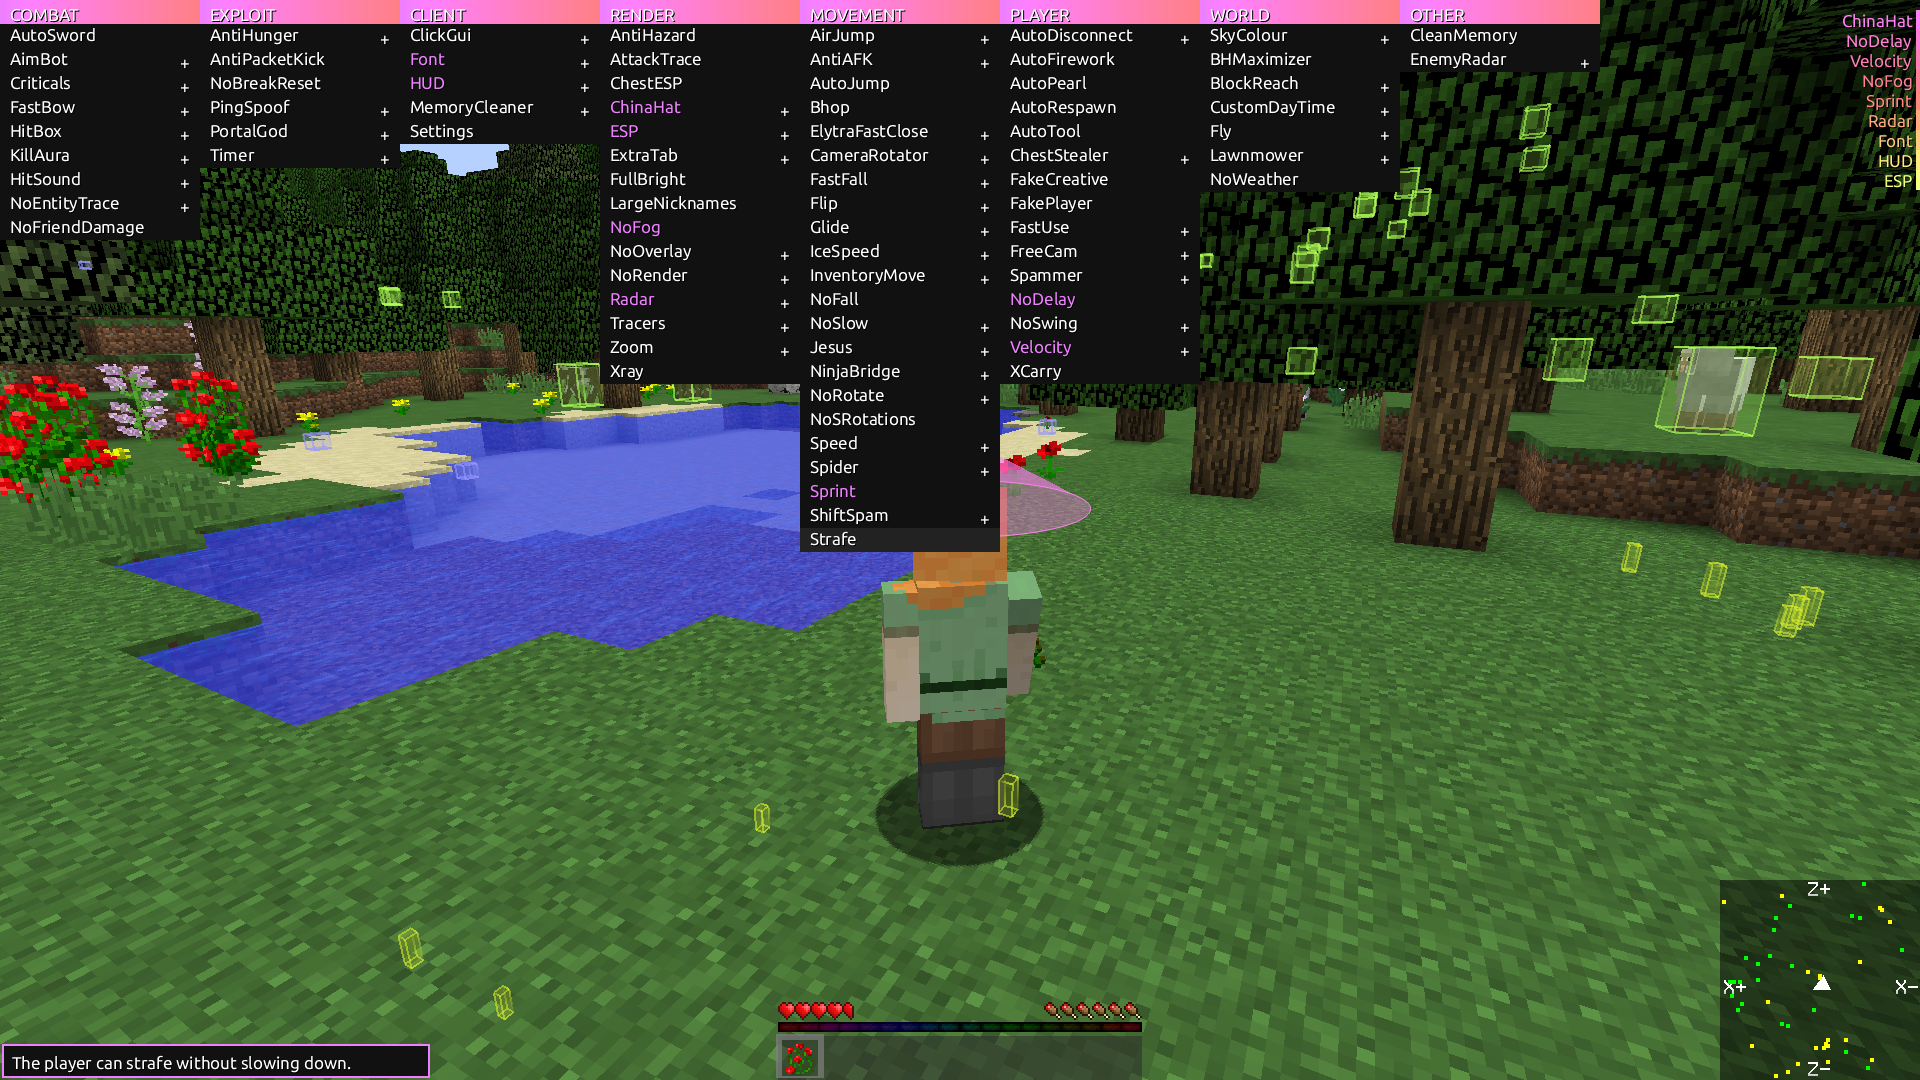 COMBAT
AutoSword
AimBot +
Criticals +
FastBow +
HitBox +
KillAura +
HitSound +
NoEntityTrace +
NoFriendDamage
EXPLOIT
AntiHunger +
AntiPacketKick
NoBreakReset
PingSpoof +
PortalGod +
Timer +
CLIENT
ClickGui +
Font +
HUD +
MemoryCleaner +
Settings
RENDER
AntiHazard
AttackTrace
ChestESP
ChinaHat +
ESP +
ExtraTab +
FullBright
LargeNicknames
NoFog
NoOverlay +
NoRender +
Radar +
Tracers +
Zoom +
Xray
MOVEMENT
AirJump +
AntiAFK +
AutoJump
Bhop
ElytraFastClose +
CameraRotator +
FastFall +
Flip +
Glide +
IceSpeed +
InventoryMove +
NoFall
NoSlow +
Jesus +
NinjaBridge +
NoRotate +
NoSRotations
Speed +
Spider +
Sprint
ShiftSpam +
Strafe
PLAYER
AutoDisconnect +
AutoFirework
AutoPearl
AutoRespawn
AutoTool
ChestStealer +
FakeCreative
FakePlayer
FastUse +
FreeCam +
Spammer +
NoDelay
NoSwing +
Velocity +
XCarry
WORLD
SkyColour +
BHMaximizer
BlockReach +
CustomDayTime +
Fly +
Lawnmower +
NoWeather
OTHER
CleanMemory
EnemyRadar +
ChinaHat
NoDelay
Velocity
NoFog
Sprint
Radar
Font
HUD
ESP
Z+
X+
X-
Z-
The player can strafe without slowing down.